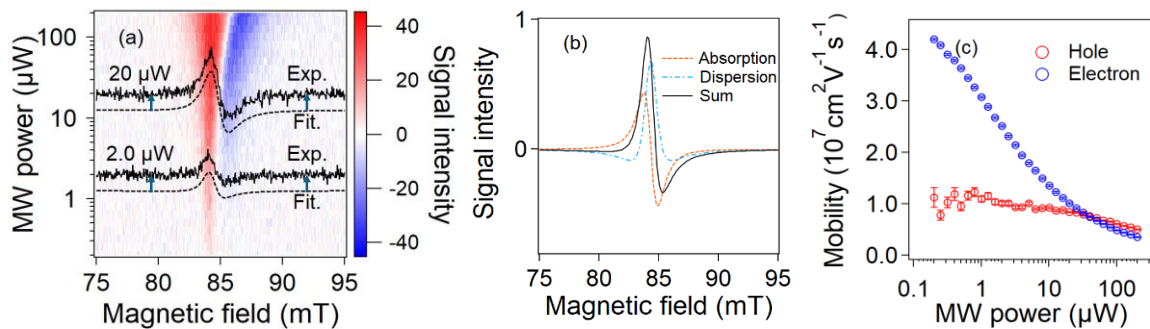 (a)
MW power (µW)
100
10
1
20 µW
Exp.
Fit.
2.0 µW
Exp.
Fit.
75
80
85
90
95
Magnetic field (mT)
40
20
0
-20
-40
Signal intensity
(b)
Signal intensity
1
0
Absorption
Dispersion
Sum
75
80
85
90
95
Magnetic field (mT)
(c)
Mobility (10⁷ cm² V⁻¹ s⁻¹)
4.0
3.0
2.0
1.0
0.0
Hole
Electron
0.1
1
10
100
MW power (µW)